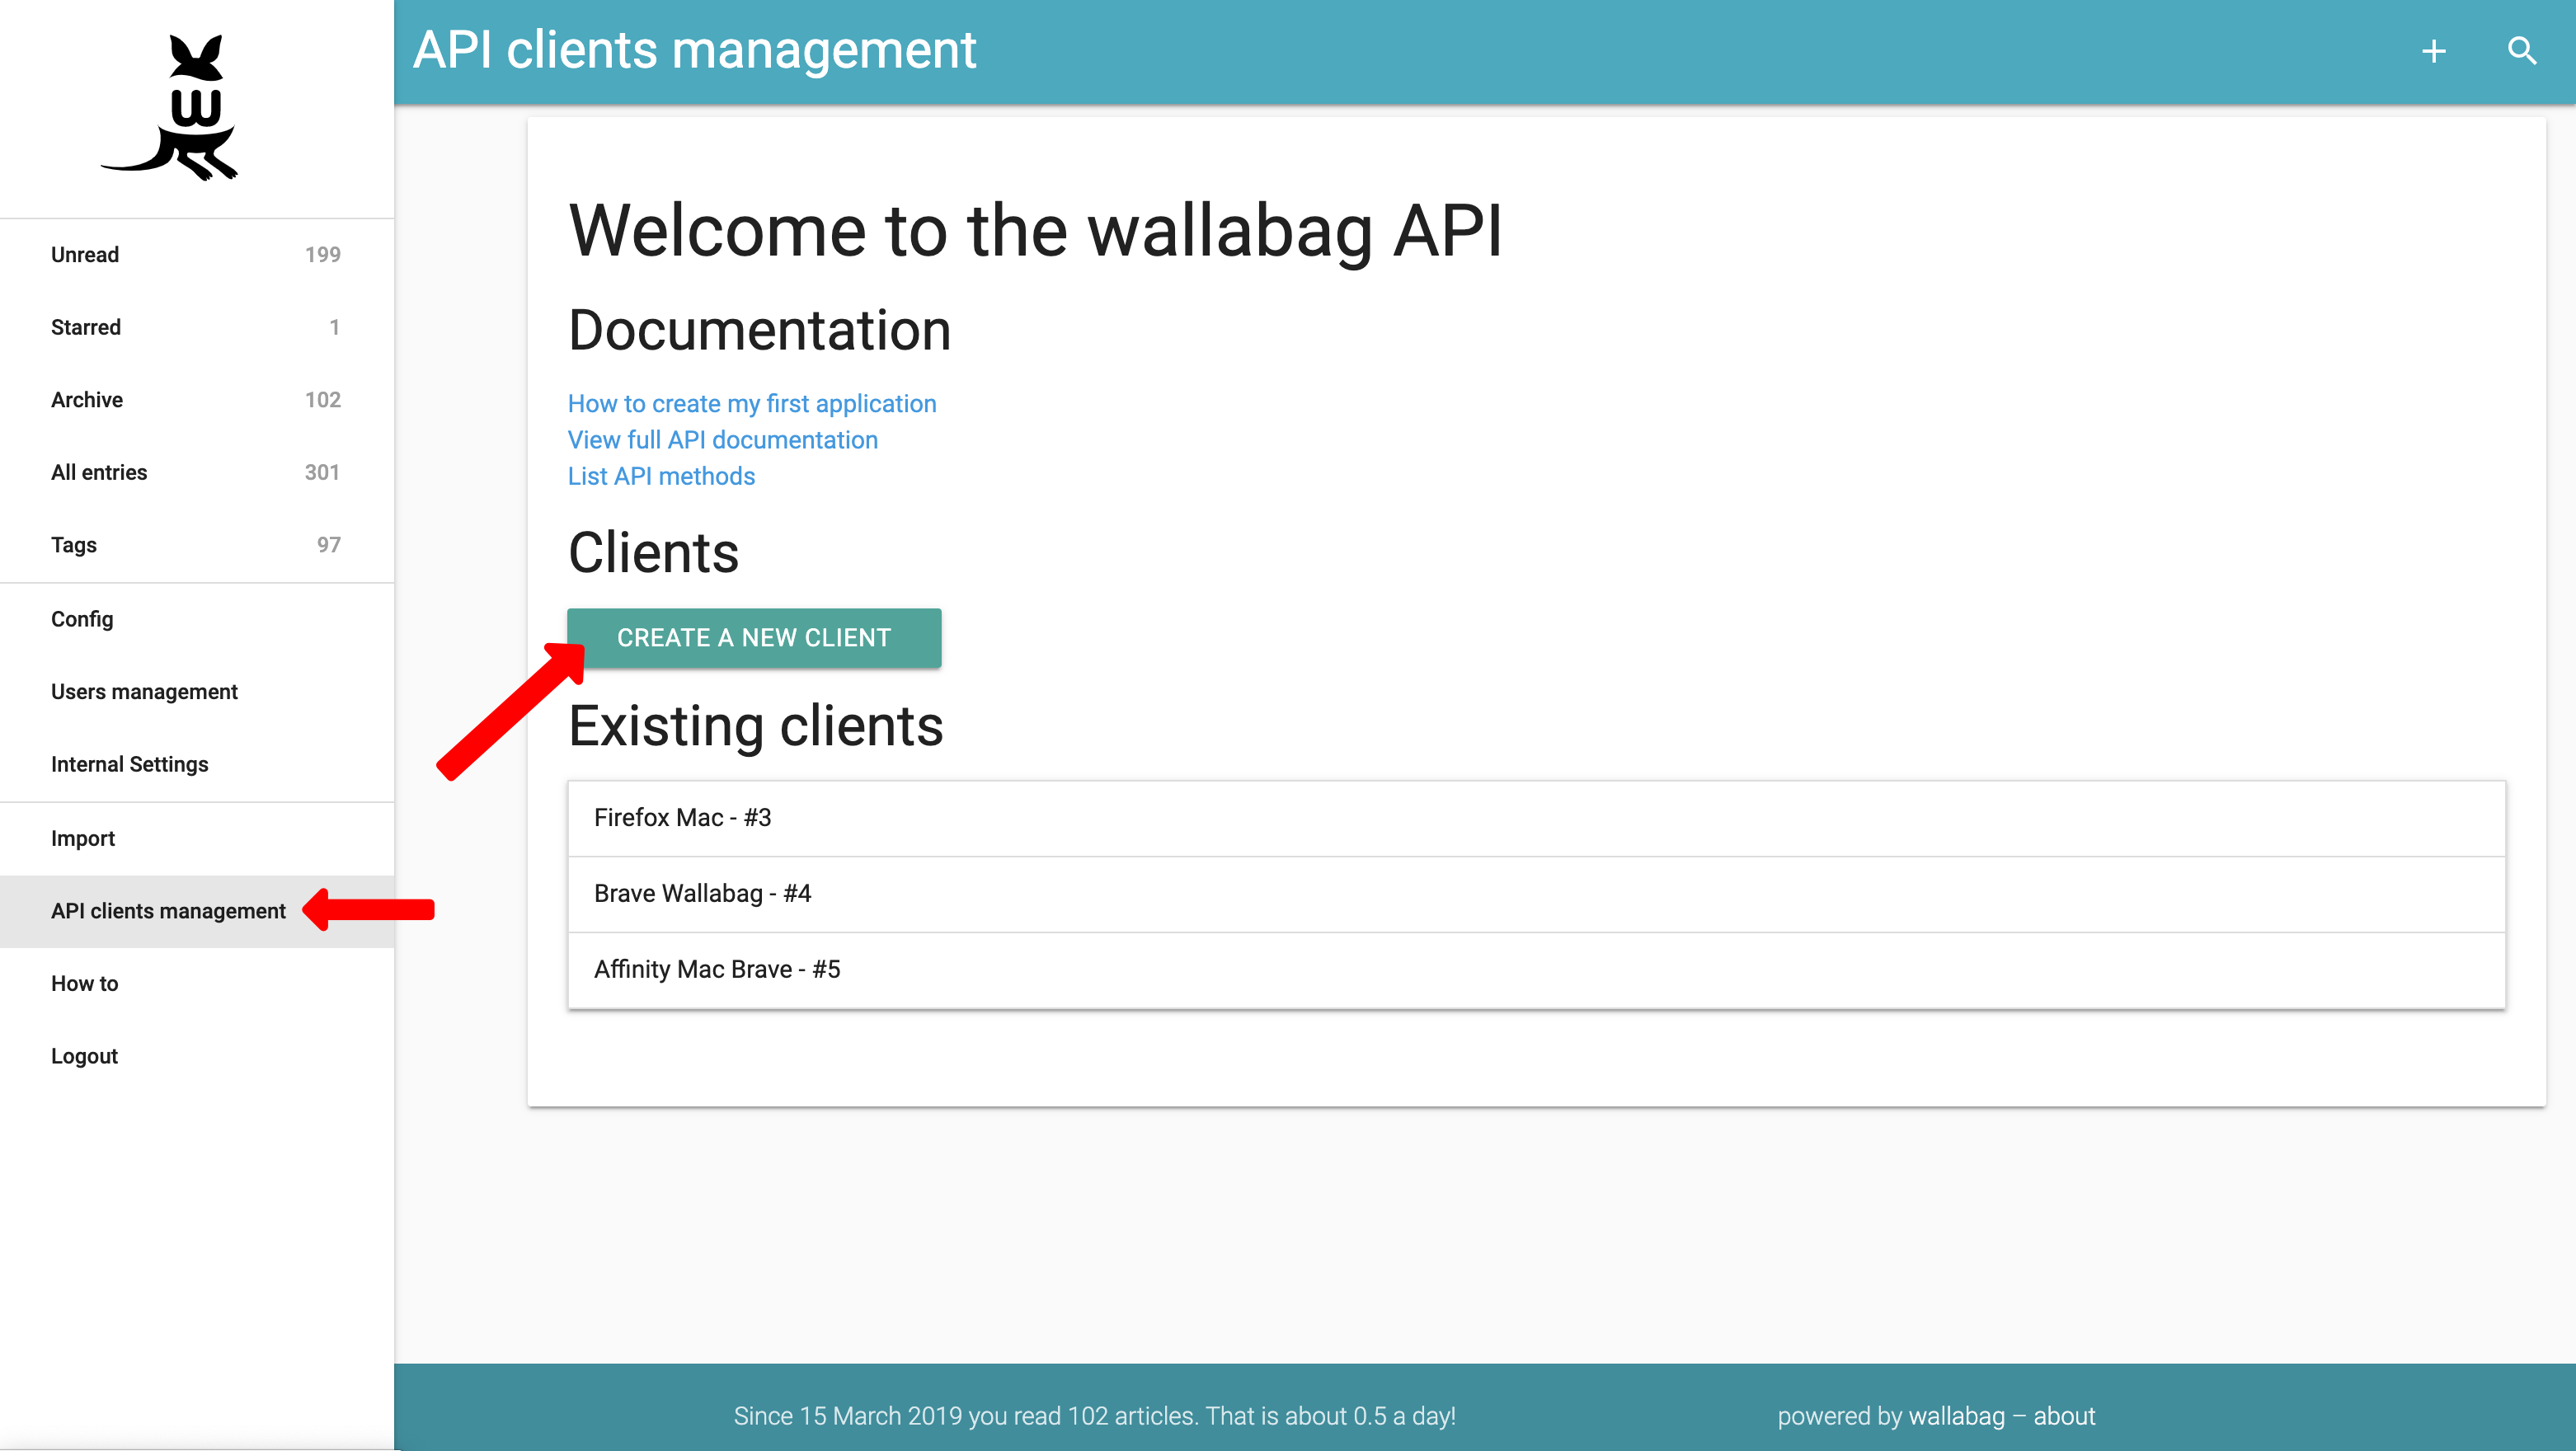 API clients management
W
Unread 199
Starred 1
Archive 102
All entries 301
Tags 97
Config
Users management
Internal Settings
Import
API clients management
How to
Logout
Welcome to the wallabag API
Documentation
How to create my first application
View full API documentation
List API methods
Clients
CREATE A NEW CLIENT
Existing clients
Firefox Mac - #3
Brave Wallabag - #4
Affinity Mac Brave - #5
Since 15 March 2019 you read 102 articles. That is about 0.5 a day!
powered by wallabag – about